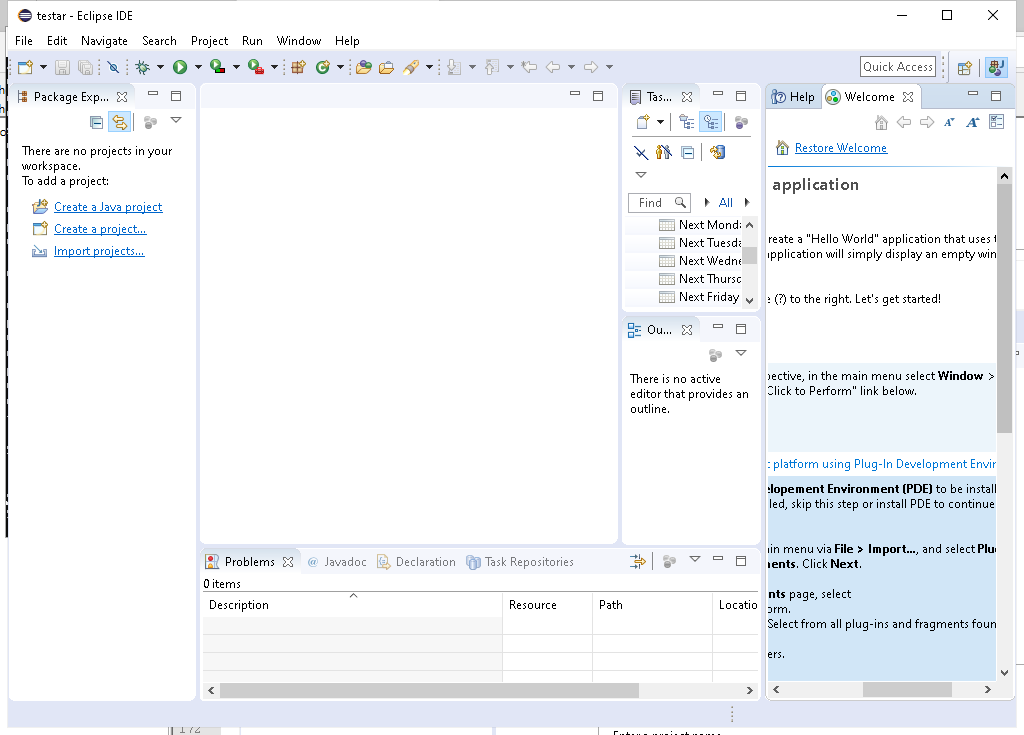 testar - Eclipse IDE
File Edit Navigate Search Project Run Window Help
Quick Access
Package Exp...
There are no projects in your
workspace.
To add a project:
Create a Java project
Create a project...
Import projects...
Tas...
Find
All
Next Mond
Next Tuesda
Next Wedne
Next Thursd
Next Friday
Ou...
There is no active
editor that provides an
outline.
Help
Welcome
Restore Welcome
application
reate a "Hello World" application that uses t
application will simply display an empty win
e (?) to the right. Let's get started!
pective, in the main menu select Window >
Click to Perform" link below.
t platform using Plug-In Development Envir
elopement Environment (PDE) to be install
led, skip this step or install PDE to continue
in menu via File > Import..., and select Plu
ments. Click Next.
nts page, select
orm.
Select from all plug-ins and fragments foun
ers.
Problems @ Javadoc Declaration Task Repositories
0 items
Description Resource Path Locatio
172
Enter a project name